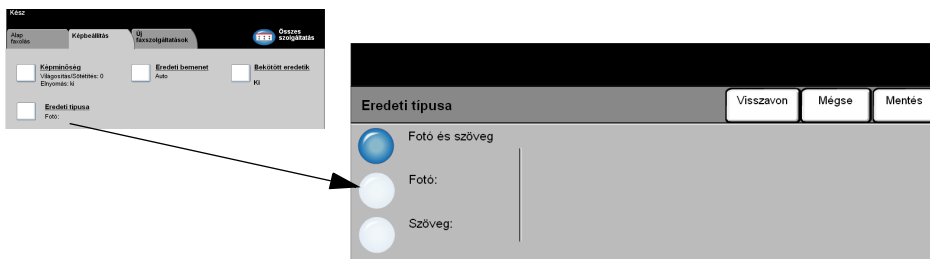 Kész
Alap
faxolás
Képbeállítás
Új
faxszolgáltatások
Összes
szolgáltatás
Képminőség
Világosítás/Sötétítés: 0
Elnyomás: ki
Eredeti bemenet
Auto
Bekötött eredetik
Ki
Eredeti típusa
Fotó:
Eredeti típusa
Visszavon
Mégse
Mentés
Fotó és szöveg
Fotó:
Szöveg: